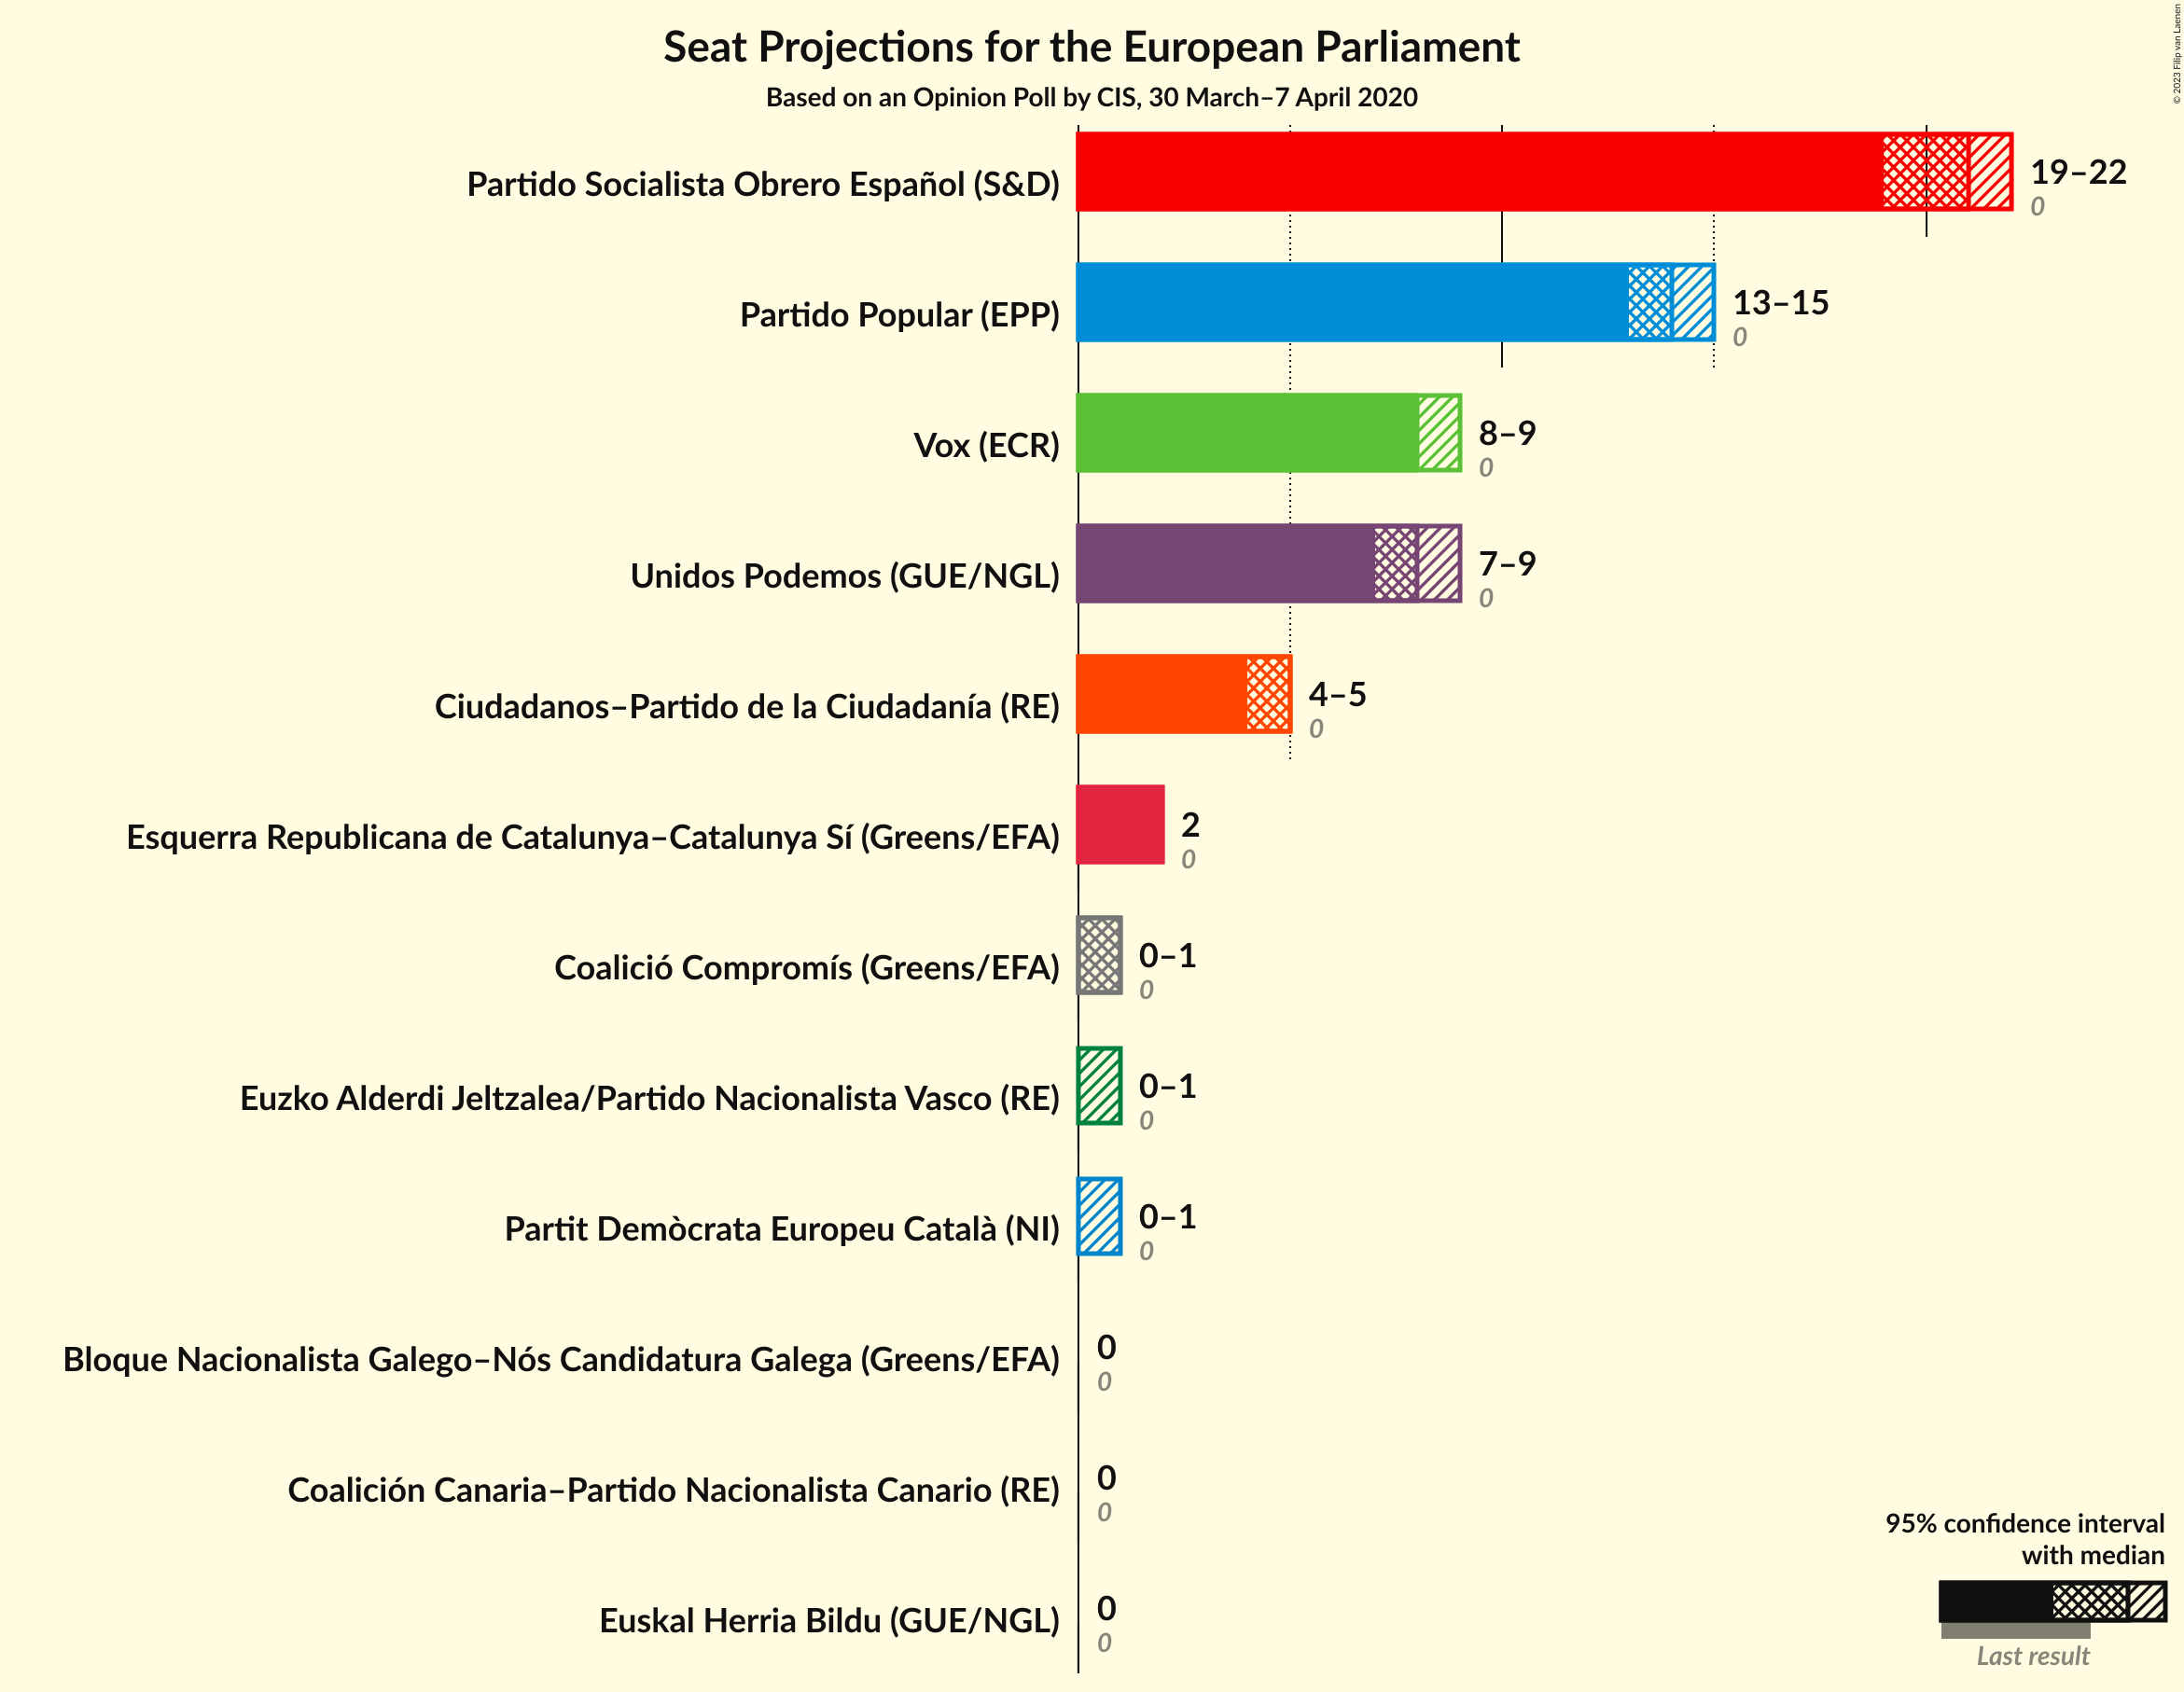 Seat Projections for the European Parliament
Based on an Opinion Poll by CIS, 30 March–7 April 2020
© 2023 Filip van Laenen
Partido Socialista Obrero Español (S&D)
19–22
0
Partido Popular (EPP)
13–15
0
Vox (ECR)
8–9
0
Unidos Podemos (GUE/NGL)
7–9
0
Ciudadanos–Partido de la Ciudadanía (RE)
4–5
0
Esquerra Republicana de Catalunya–Catalunya Sí (Greens/EFA)
2
0
Coalició Compromís (Greens/EFA)
0–1
0
Euzko Alderdi Jeltzalea/Partido Nacionalista Vasco (RE)
0–1
0
Partit Demòcrata Europeu Català (NI)
0–1
0
Bloque Nacionalista Galego–Nós Candidatura Galega (Greens/EFA)
0
0
Coalición Canaria–Partido Nacionalista Canario (RE)
0
0
Euskal Herria Bildu (GUE/NGL)
0
0
95% confidence interval
with median
Last result